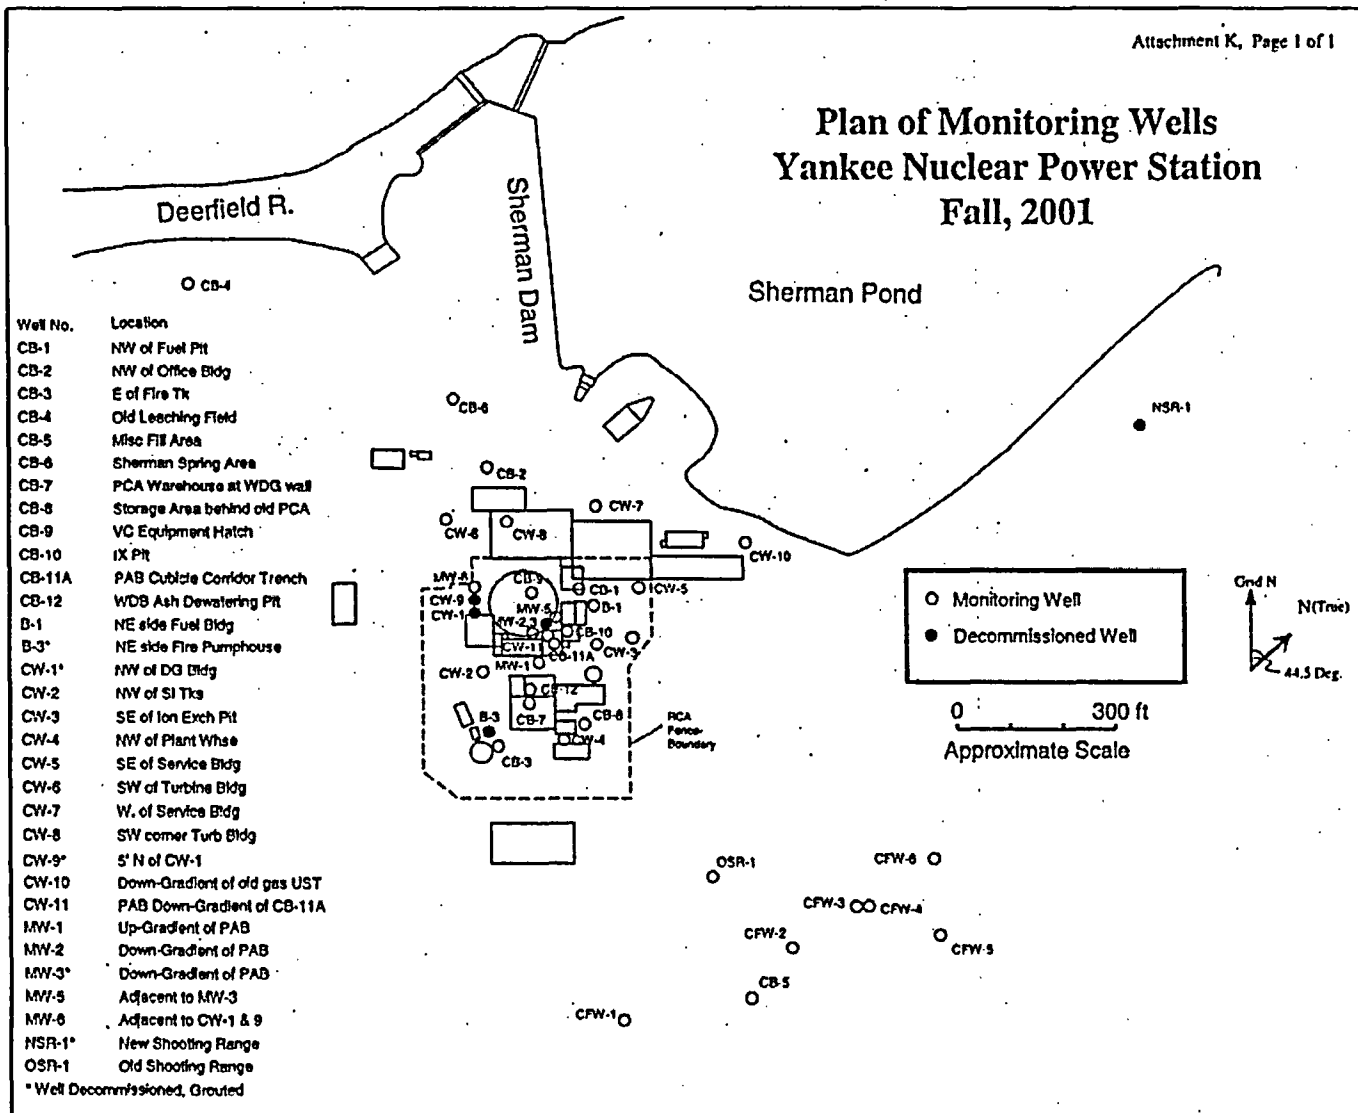 Attachment K, Page 1 of 1
Plan of Monitoring Wells
Yankee Nuclear Power Station
Fall, 2001
Deerfield R.
Sherman Dam
Sherman Pond
CB-4
Well No. Location
CB-1 NW of Fuel Pit
CB-2 NW of Office Bldg
CB-3 E of Fire Tk
CB-4 Old Leaching Field
CB-5 Misc Fill Area
CB-6 Sherman Spring Area
CB-7 PCA Warehouse at WDG wall
CB-8 Storage Area behind old PCA
CB-9 VC Equipment Hatch
CB-10 IX Pit
CB-11A PAB Cubicle Corridor Trench
CB-12 WDB Ash Dewatering Pit
B-1 NE side Fuel Bldg
B-3* NE side Fire Pumphouse
CW-1* NW of DG Bldg
CW-2 NW of SI Tks
CW-3 SE of Ion Exch Pit
CW-4 NW of Plant Whse
CW-5 SE of Service Bldg
CW-6 SW of Turbine Bldg
CW-7 W. of Service Bldg
CW-8 SW corner Turb Bldg
CW-9* 5' N of CW-1
CW-10 Down-Gradient of old gas UST
CW-11 PAB Down-Gradient of CB-11A
MW-1 Up-Gradient of PAB
MW-2 Down-Gradient of PAB
MW-3* Down-Gradient of PAB
MW-5 Adjacent to MW-3
MW-6 Adjacent to CW-1 & 9
NSR-1* New Shooting Range
OSR-1 Old Shooting Range
* Well Decommissioned, Grouted
CB-6
NSR-1
CB-2
CW-7
CW-6
CW-8
CW-10
MW-6
CB-9
CB-1
CW-5
CW-9
MW-5
B-1
CW-1
MW-2,3
CB-10
CW-11
CW-3
CB-11A
MW-1
CW-2
CB-12
CB-7
B-3
CB-8
CW-4
CB-3
RCA
Fence
Boundary
Monitoring Well
Decommissioned Well
0 300 ft
Approximate Scale
Grid N
N(True)
44.5 Deg.
OSR-1
CFW-6
CFW-3
CFW-4
CFW-2
CFW-5
CB-5
CFW-1